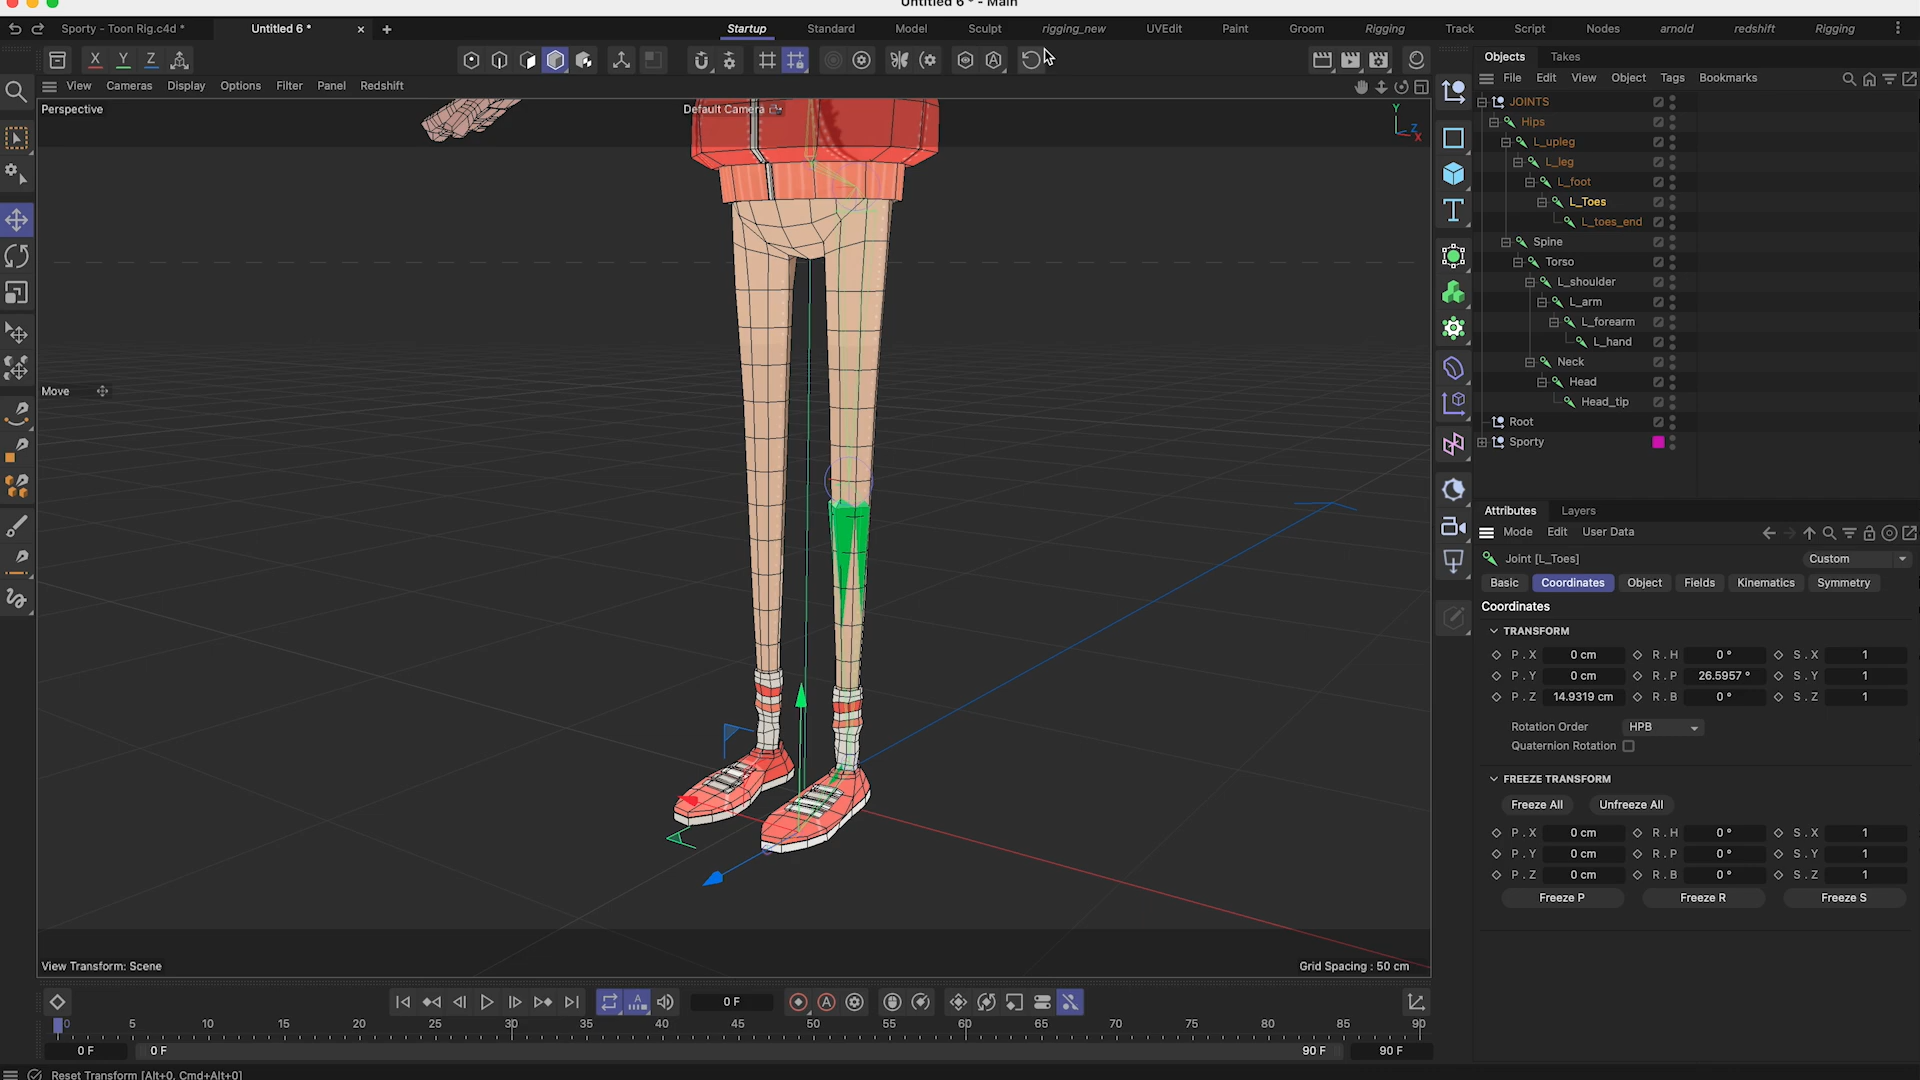 Untitled 6 * - Main
Sporty - Toon Rig.c4d *
Untitled 6 *
Startup
Standard
Model
Sculpt
rigging_new
UVEdit
Paint
Groom
Rigging
Track
Script
Nodes
arnold
redshift
Rigging
X
Y
Z
View
Cameras
Display
Options
Filter
Panel
Redshift
Perspective
Default Camera
Y
Z
X
Move
View Transform: Scene
Grid Spacing : 50 cm
Objects
Takes
File
Edit
View
Object
Tags
Bookmarks
JOINTS
Hips
L_upleg
L_leg
L_foot
L_Toes
L_toes_end
Spine
Torso
L_shoulder
L_arm
L_forearm
L_hand
Neck
Head
Head_tip
Root
Sporty
Attributes
Layers
Mode
Edit
User Data
Joint [L_Toes]
Custom
Basic
Coordinates
Object
Fields
Kinematics
Symmetry
Coordinates
TRANSFORM
P . X 0 cm R . H 0 ° S . X 1
P . Y 0 cm R . P 26.5957 ° S . Y 1
P . Z 14.9319 cm R . B 0 ° S . Z 1
Rotation Order HPB
Quaternion Rotation
FREEZE TRANSFORM
Freeze All
Unfreeze All
P . X 0 cm R . H 0 ° S . X 1
P . Y 0 cm R . P 0 ° S . Y 1
P . Z 0 cm R . B 0 ° S . Z 1
Freeze P
Freeze R
Freeze S
0 F
0 5 10 15 20 25 30 35 40 45 50 55 60 65 70 75 80 85 90
0 F
0 F
90 F
90 F
Reset Transform [Alt+0, Cmd+Alt+0]